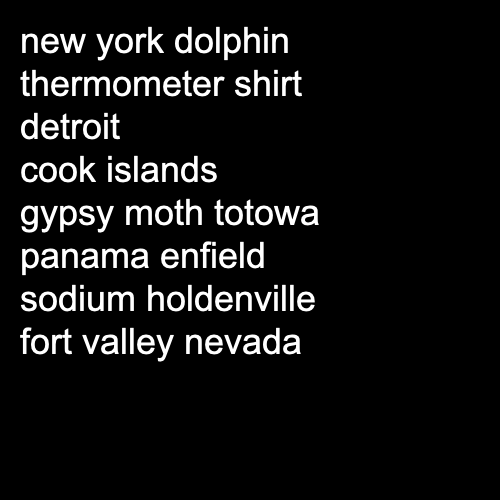 new york dolphin
thermometer shirt
detroit
cook islands
gypsy moth totowa
panama enfield
sodium holdenville
fort valley nevada